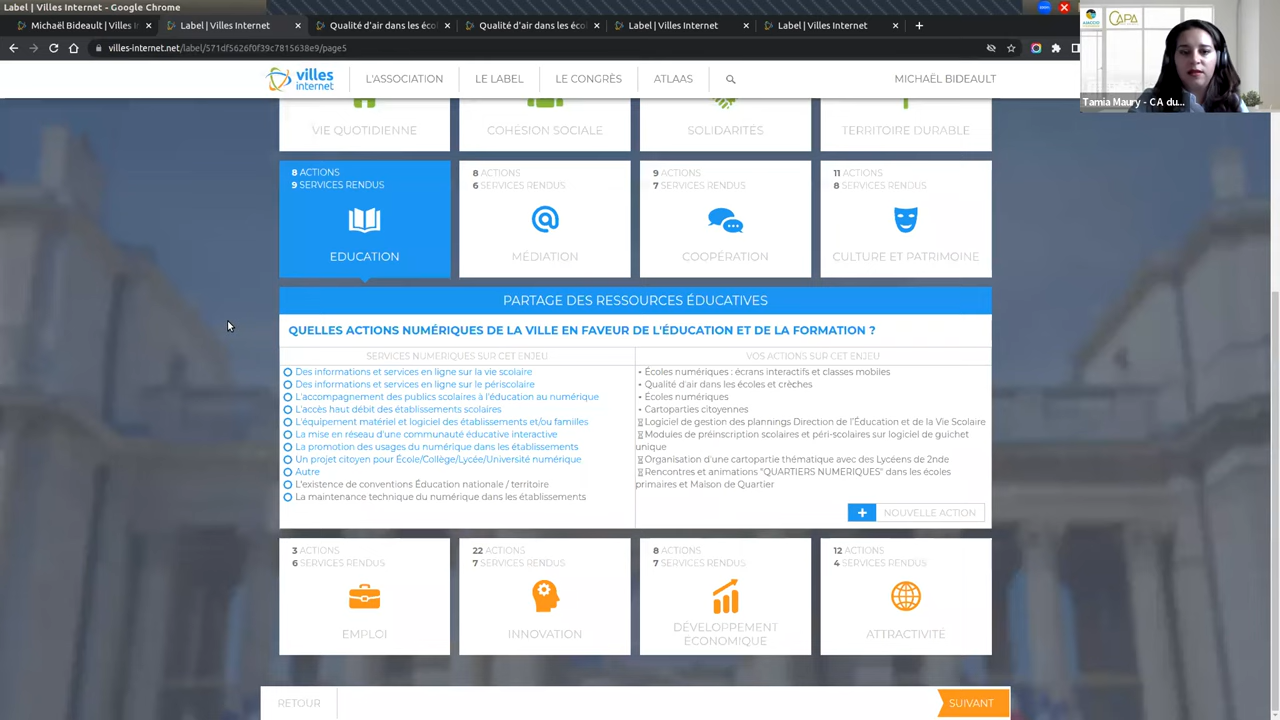 Label | Villes Internet - Google Chrome
Michaël Bideault | Villes I
Label | Villes Internet
Qualité d'air dans les écol
Qualité d'air dans les écol
Label | Villes Internet
Label | Villes Internet
villes-internet.net/label/571df5626f0f39c7815638e9/page5
villes internet
L'ASSOCIATION
LE LABEL
LE CONGRÈS
ATLAAS
MICHAËL BIDEAULT
CAPA
Tamia Maury - CA du...
VIE QUOTIDIENNE
COHÉSION SOCIALE
SOLIDARITÉS
TERRITOIRE DURABLE
8 ACTIONS
9 SERVICES RENDUS
EDUCATION
8 ACTIONS
6 SERVICES RENDUS
MÉDIATION
9 ACTIONS
7 SERVICES RENDUS
COOPÉRATION
11 ACTIONS
8 SERVICES RENDUS
CULTURE ET PATRIMOINE
PARTAGE DES RESSOURCES ÉDUCATIVES
QUELLES ACTIONS NUMÉRIQUES DE LA VILLE EN FAVEUR DE L'ÉDUCATION ET DE LA FORMATION ?
SERVICES NUMERIQUES SUR CET ENJEU
Des informations et services en ligne sur la vie scolaire
Des informations et services en ligne sur le périscolaire
L'accompagnement des publics scolaires à l'éducation au numérique
L'accès haut débit des établissements scolaires
L'équipement matériel et logiciel des établissements et/ou familles
La mise en réseau d'une communauté éducative interactive
La promotion des usages du numérique dans les établissements
Un projet citoyen pour École/Collège/Lycée/Université numérique
Autre
L'existence de conventions Éducation nationale / territoire
La maintenance technique du numérique dans les établissements
VOS ACTIONS SUR CET ENJEU
• Écoles numériques : écrans interactifs et classes mobiles
• Qualité d'air dans les écoles et crèches
• Écoles numériques
• Cartoparties citoyennes
Logiciel de gestion des plannings Direction de l'Éducation et de la Vie Scolaire
Modules de préinscription scolaires et péri-scolaires sur logiciel de guichet
unique
Organisation d'une cartopartie thématique avec des Lycéens de 2nde
Rencontres et animations "QUARTIERS NUMERIQUES" dans les écoles
primaires et Maison de Quartier
+ NOUVELLE ACTION
3 ACTIONS
6 SERVICES RENDUS
EMPLOI
22 ACTIONS
7 SERVICES RENDUS
INNOVATION
8 ACTIONS
7 SERVICES RENDUS
DÉVELOPPEMENT
ÉCONOMIQUE
12 ACTIONS
4 SERVICES RENDUS
ATTRACTIVITÉ
RETOUR
SUIVANT